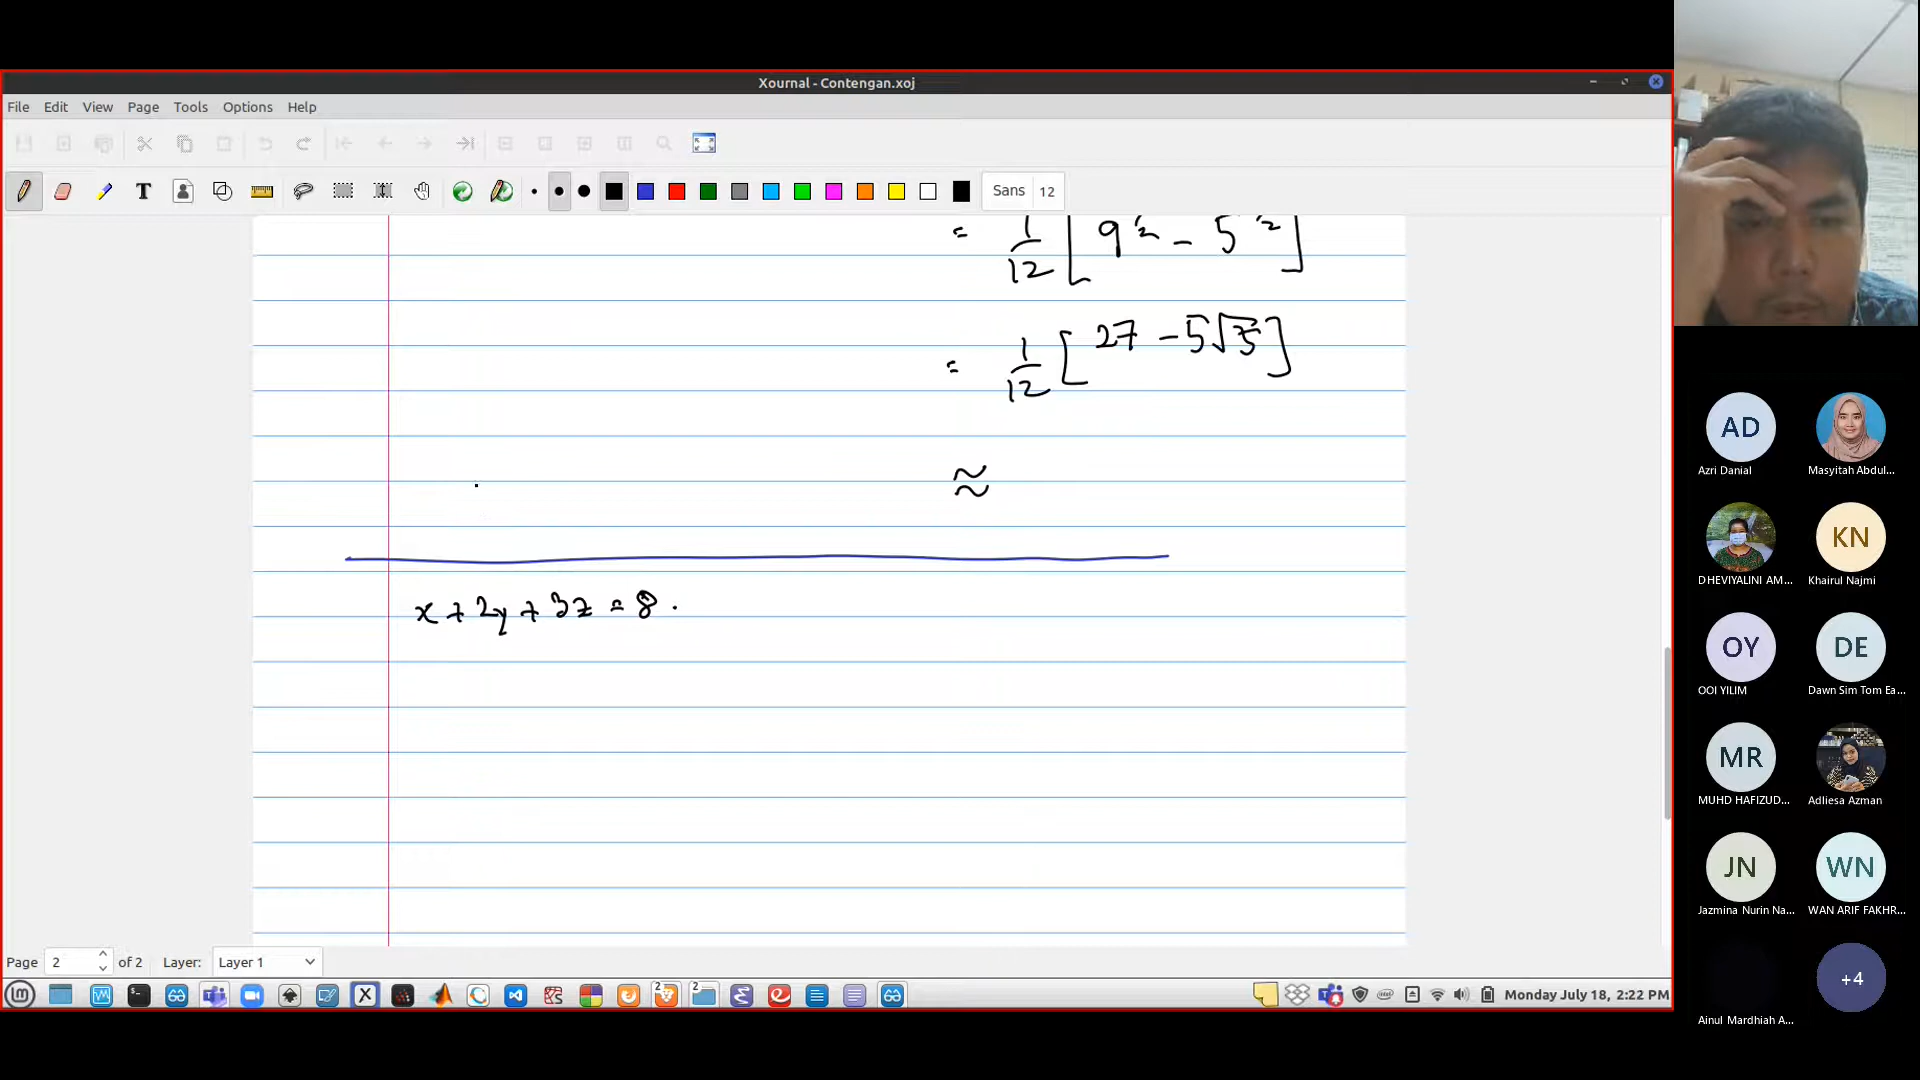 Xournal - Contengan.xoj
File Edit View Page Tools Options Help
Sans 12
= 1/12 [ 9^½ - 5^½ ]
= 1/12 [ 27 - 5√5 ]
≈
x + 2y + 3z = 8.
Page 2 of 2 Layer: Layer 1
Monday July 18, 2:22 PM
AD
Azri Danial
Masyitah Abdul...
DHEVIYALINI AM...
KN
Khairul Najmi
OY
OOI YILIM
DE
Dawn Sim Tom Ea...
MR
MUHD HAFIZUD...
Adliesa Azman
JN
Jazmina Nurin Na...
WN
WAN ARIF FAKHR...
Ainul Mardhiah A...
+4